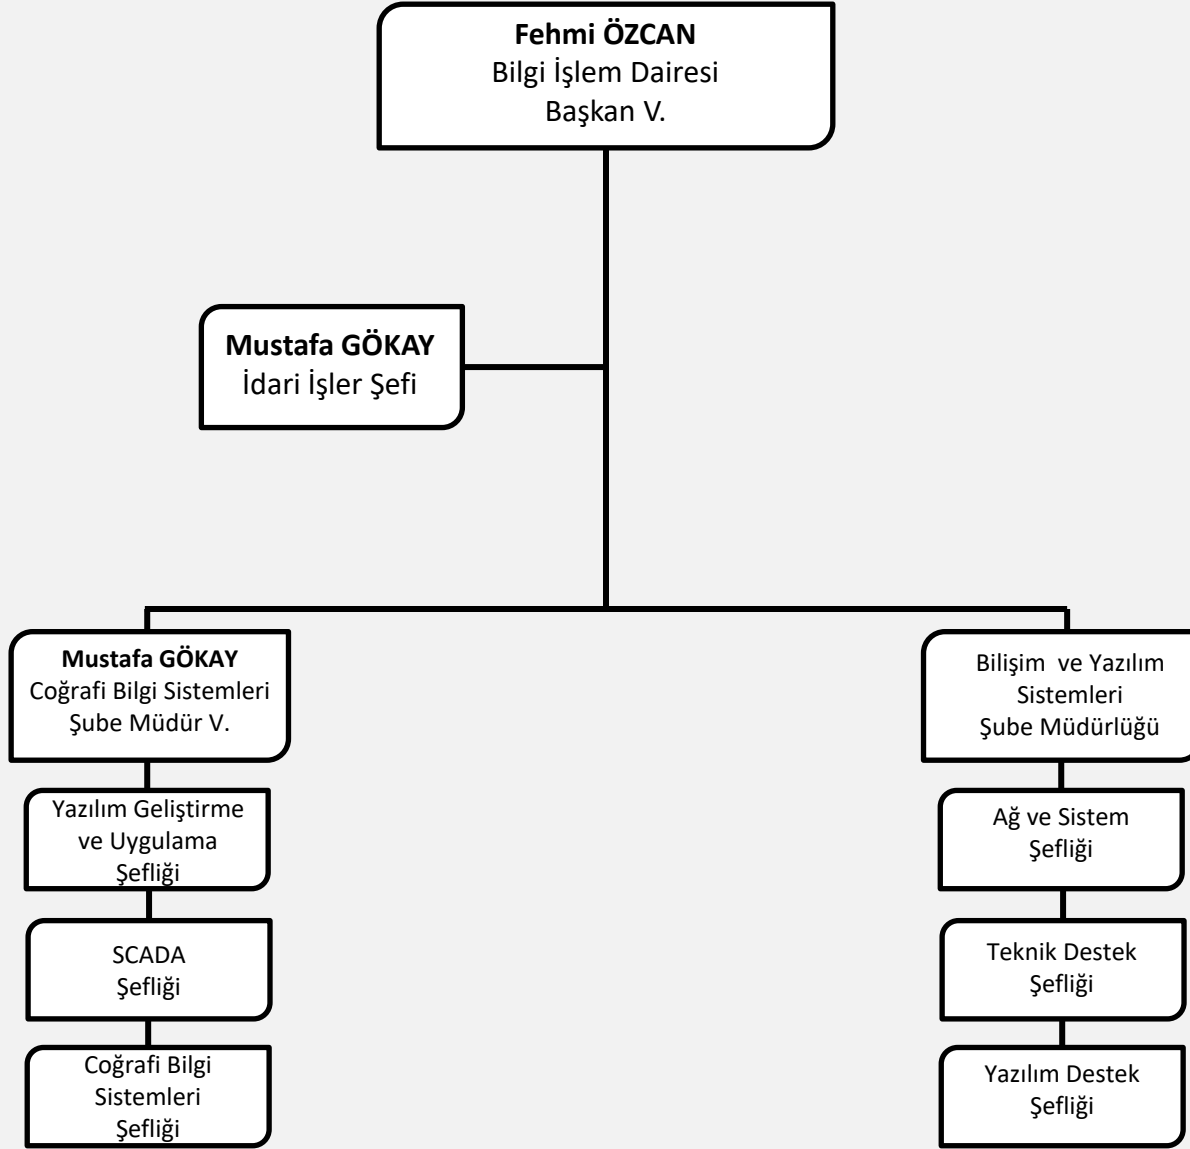 Fehmi ÖZCAN
Bilgi İşlem Dairesi
Başkan V.
Mustafa GÖKAY
İdari İşler Şefi
Mustafa GÖKAY
Coğrafi Bilgi Sistemleri
Şube Müdür V.
Yazılım Geliştirme
ve Uygulama
Şefliği
SCADA
Şefliği
Coğrafi Bilgi
Sistemleri
Şefliği
Bilişim  ve Yazılım
Sistemleri
Şube Müdürlüğü
Ağ ve Sistem
Şefliği
Teknik Destek
Şefliği
Yazılım Destek
Şefliği